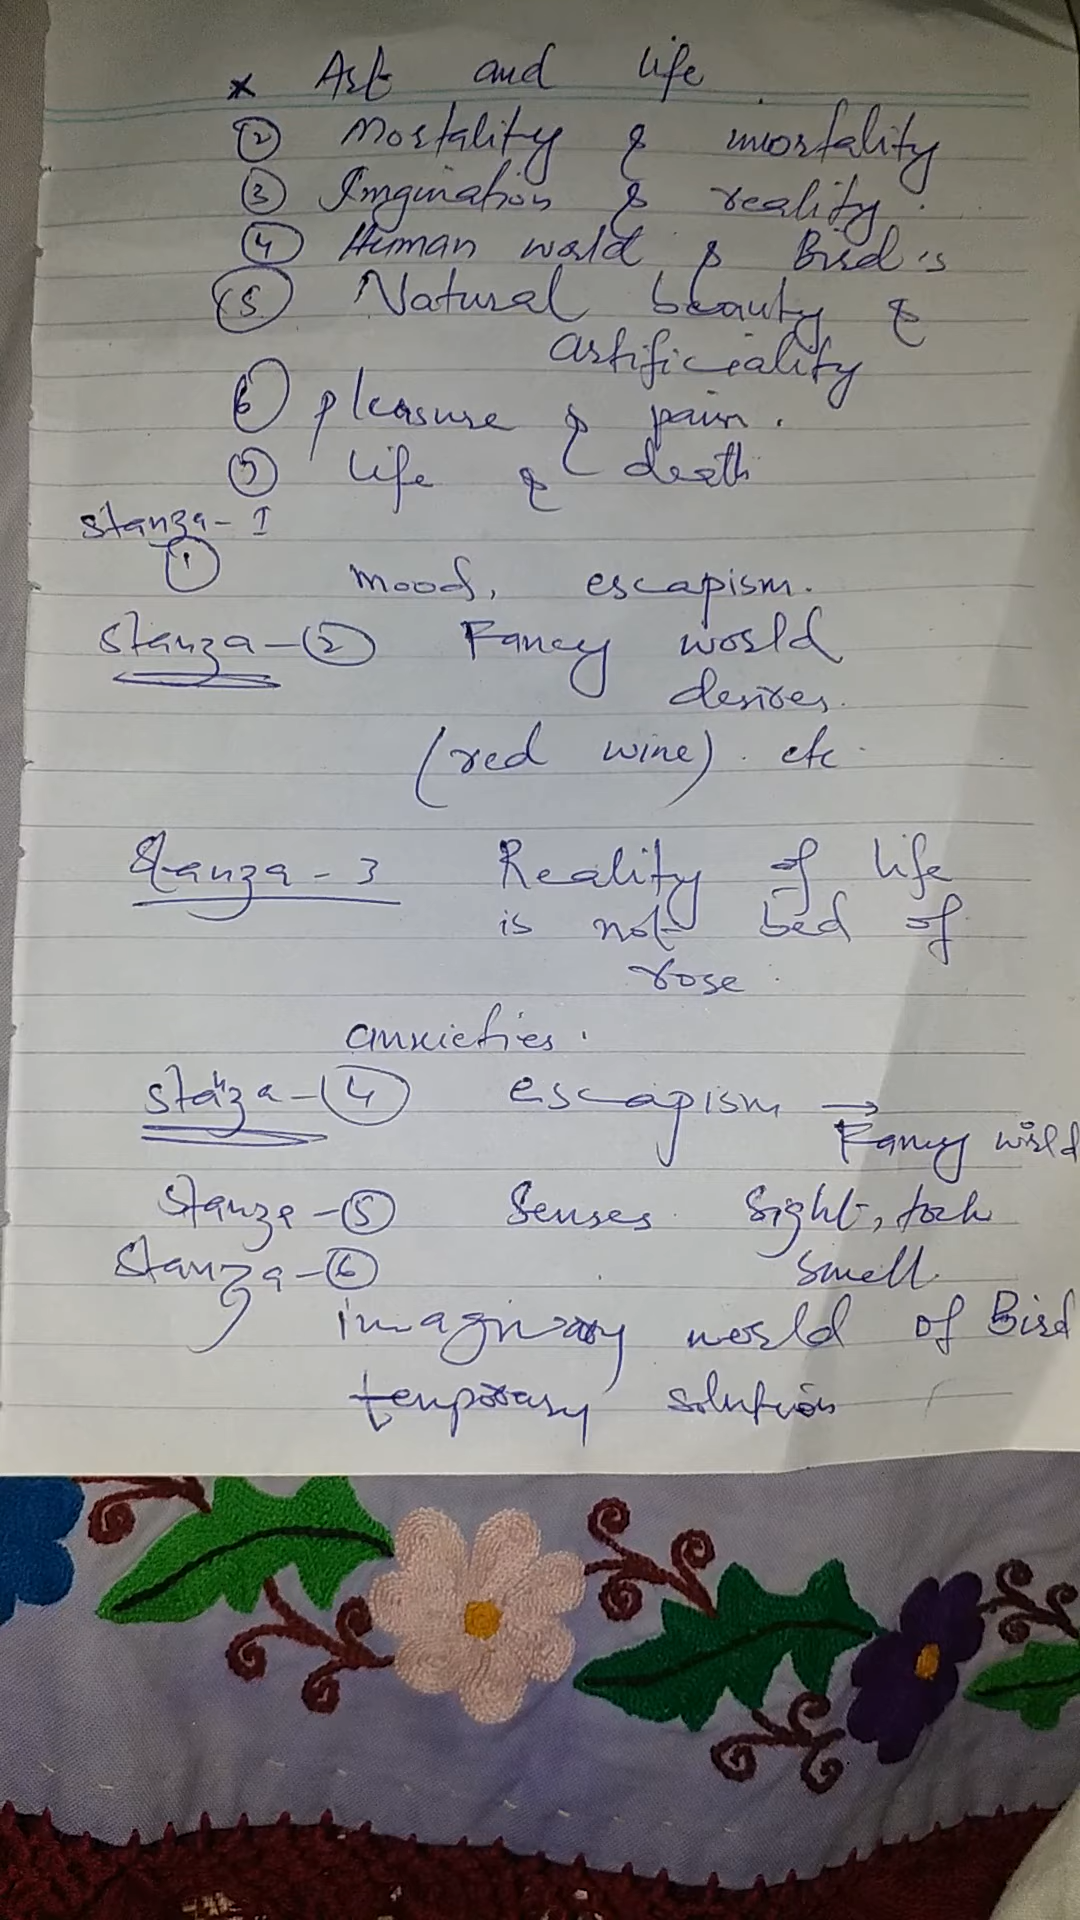 * Art and life
② Mortality & imortality
③ Imgination & reality.
④ Human world & Bird's
⑤ Natural beauty &
artificiality
⑥ pleasure & pain.
⑦ life & death
Stanza-I
① mood, escapism.
Stanza-② Fancy world
desires.
(red wine). etc.
Stanza-3 Reality of life
is not bed of
rose.
anxieties.
Stanza-④ escapism →
Fancy world
Stanza-⑤ Senses. Sight,
Stanza-⑥ Smell.
imaginary world of Bird
temporary solution